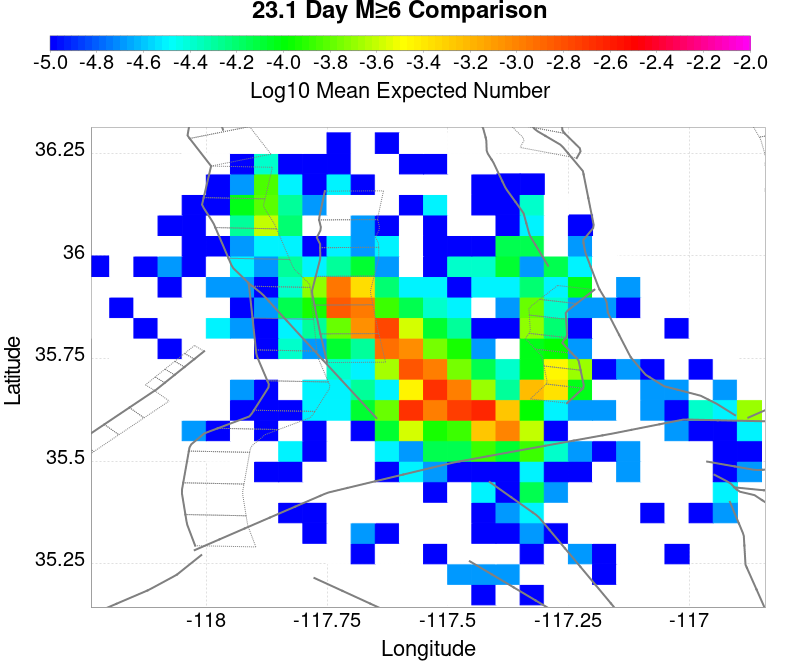 23.1 Day M≥6 Comparison
-5.0 -4.8 -4.6 -4.4 -4.2 -4.0 -3.8 -3.6 -3.4 -3.2 -3.0 -2.8 -2.6 -2.4 -2.2 -2.0
Log10 Mean Expected Number
36.25
36
35.75
35.5
35.25
Latitude
-118 -117.75 -117.5 -117.25 -117
Longitude